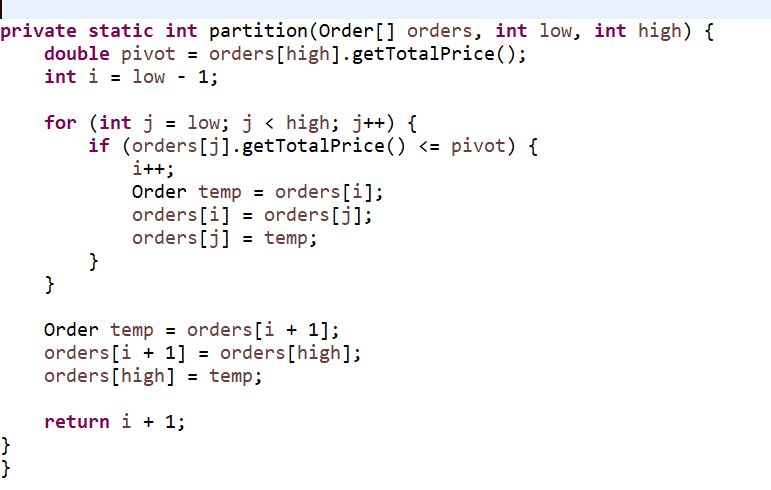 private static int partition(Order[] orders, int low, int high) {
    double pivot = orders[high].getTotalPrice();
    int i = low - 1;

    for (int j = low; j < high; j++) {
        if (orders[j].getTotalPrice() <= pivot) {
            i++;
            Order temp = orders[i];
            orders[i] = orders[j];
            orders[j] = temp;
        }
    }

    Order temp = orders[i + 1];
    orders[i + 1] = orders[high];
    orders[high] = temp;

    return i + 1;
}
}